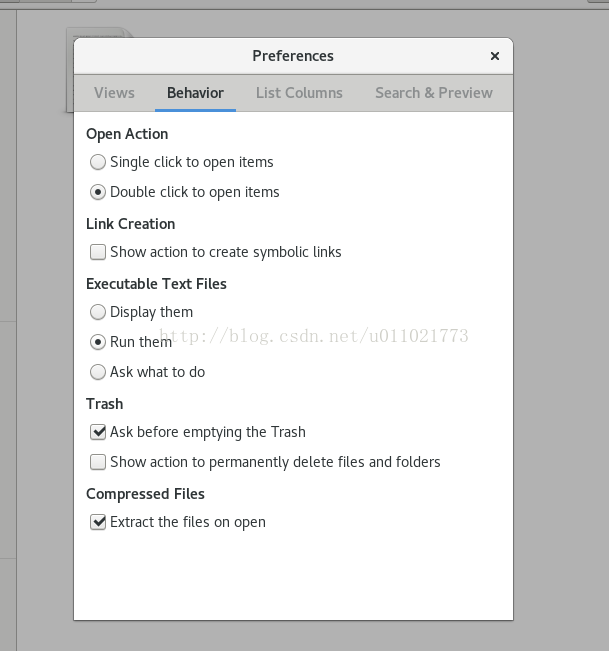 Preferences
Views Behavior List Columns Search & Preview
Open Action
Single click to open items
Double click to open items
Link Creation
Show action to create symbolic links
Executable Text Files
Display them
http://blog.csdn.net/u011021773
Run them
Ask what to do
Trash
Ask before emptying the Trash
Show action to permanently delete files and folders
Compressed Files
Extract the files on open